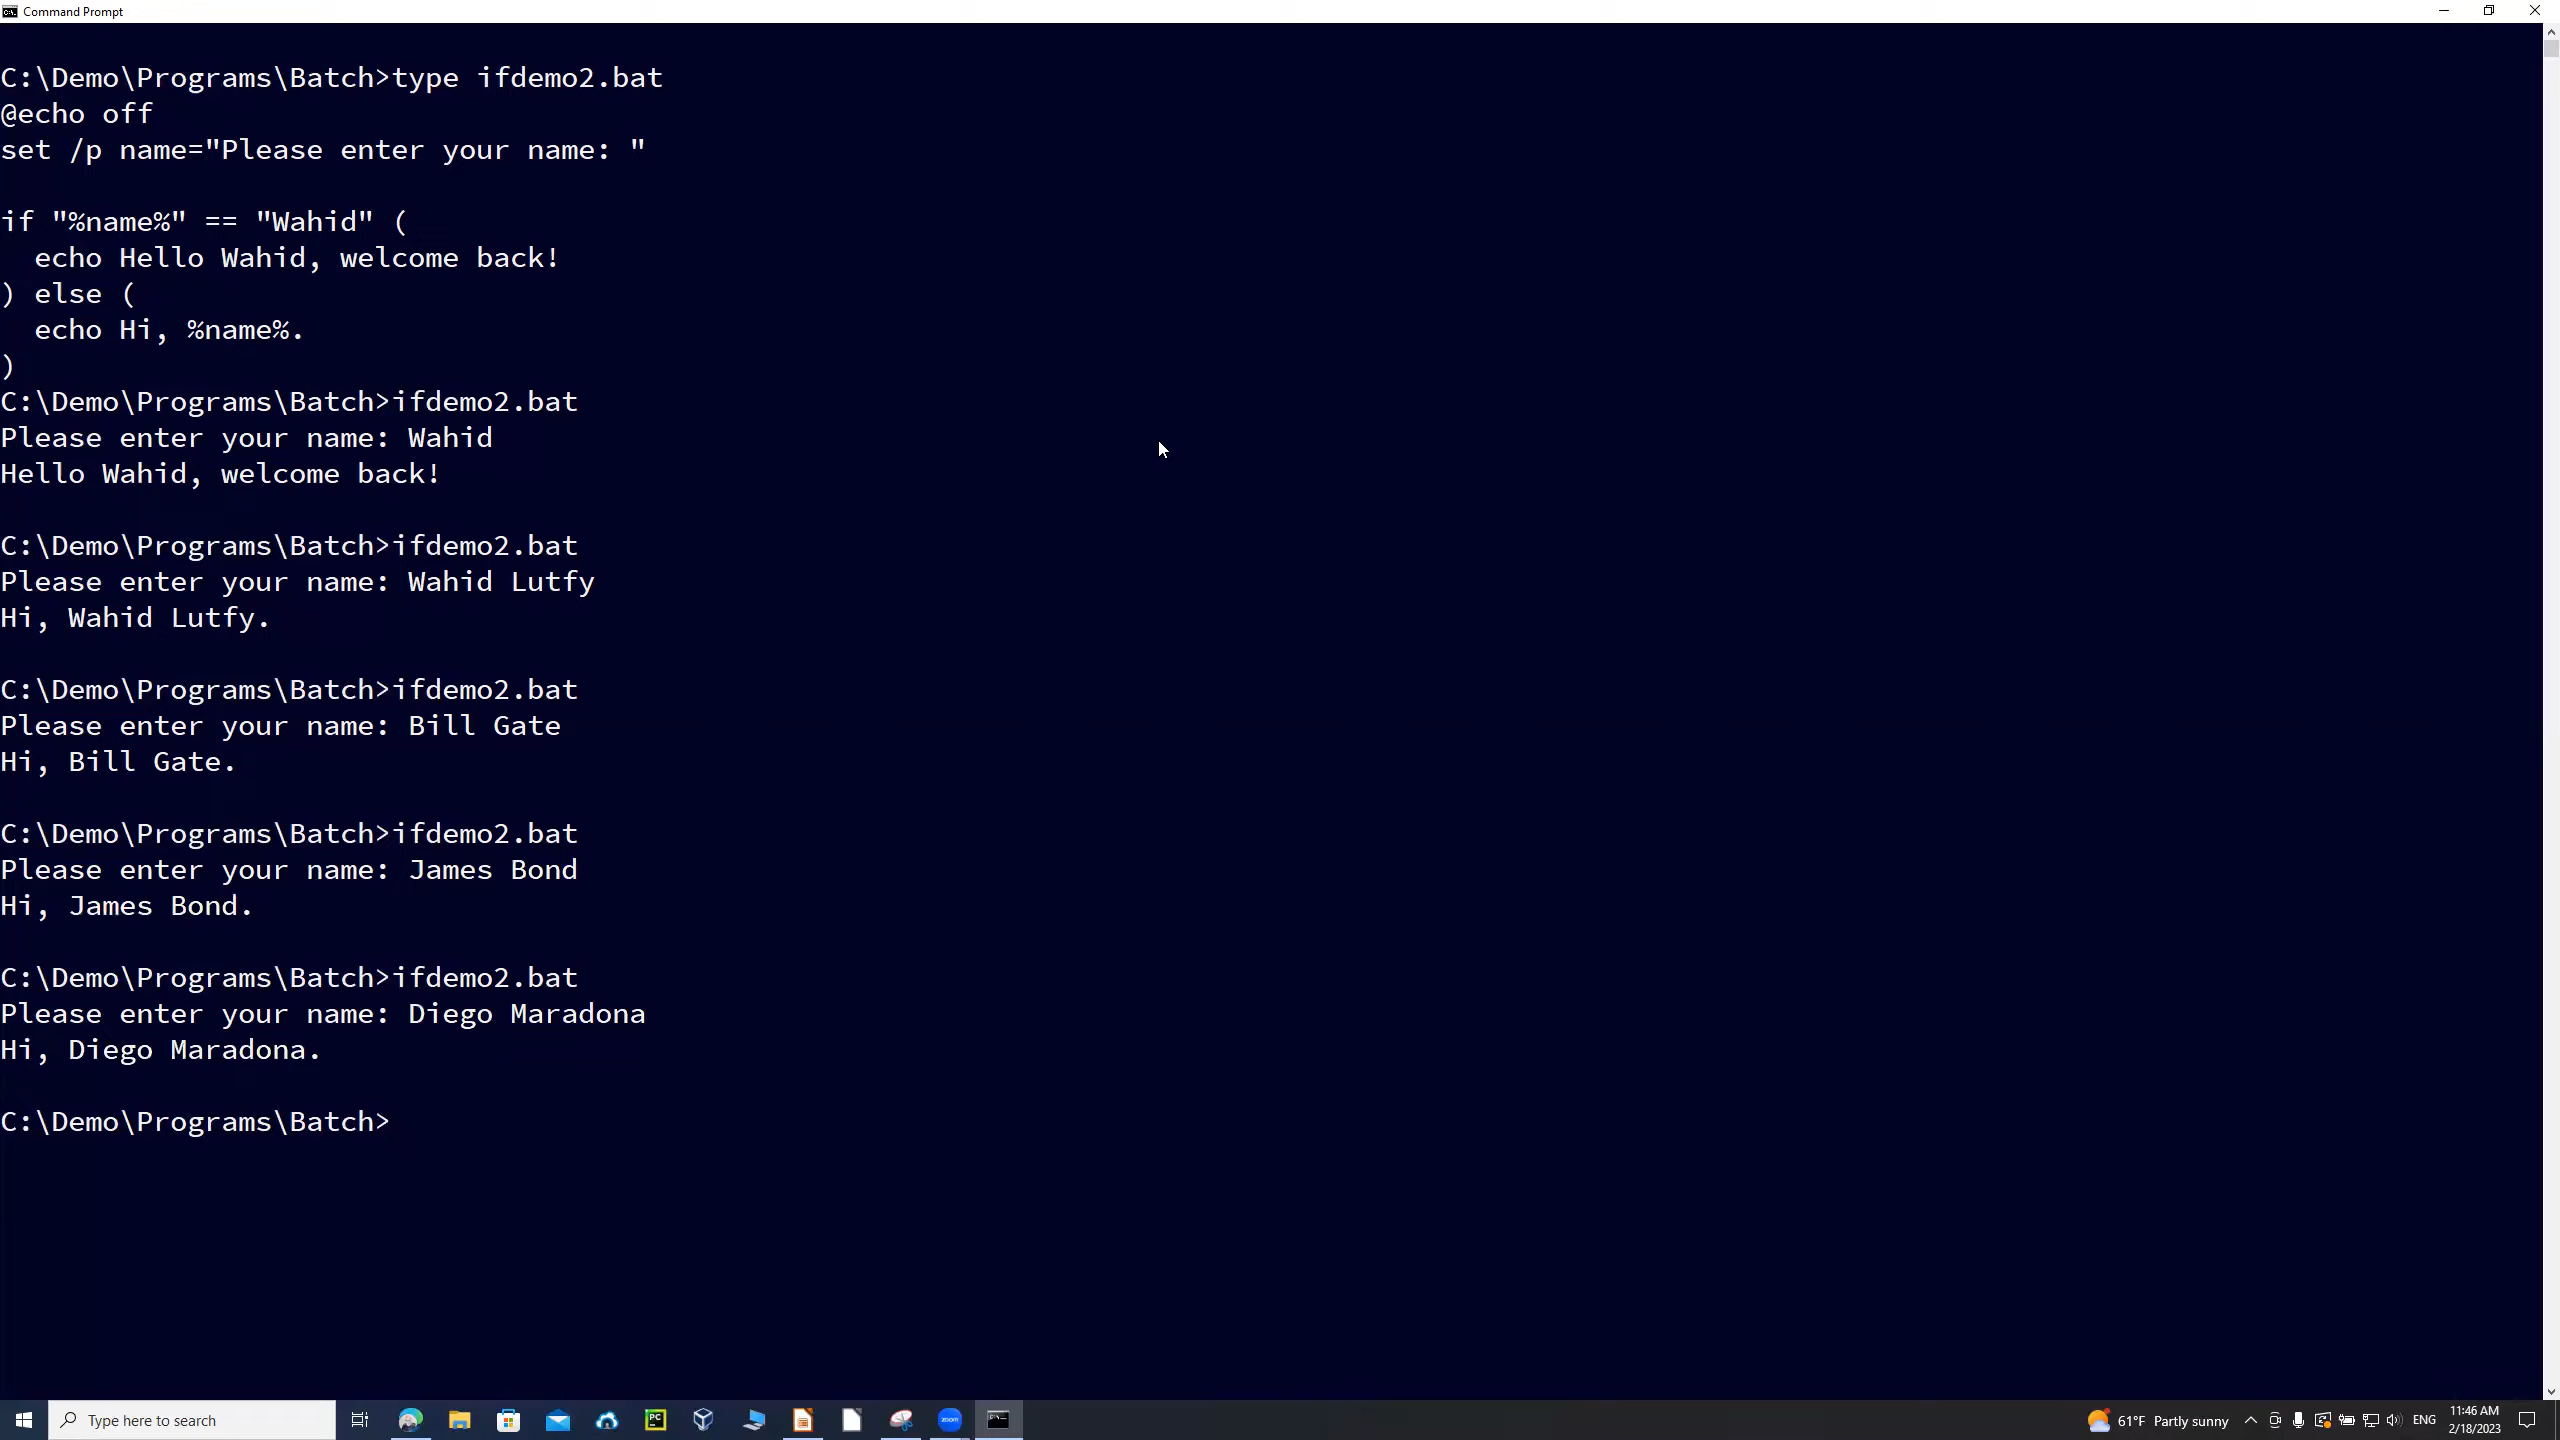 Command Prompt
C:\Demo\Programs\Batch>type ifdemo2.bat
@echo off
set /p name="Please enter your name: "
if "%name%" == "Wahid" (
  echo Hello Wahid, welcome back!
) else (
  echo Hi, %name%.
)
C:\Demo\Programs\Batch>ifdemo2.bat
Please enter your name: Wahid
Hello Wahid, welcome back!
C:\Demo\Programs\Batch>ifdemo2.bat
Please enter your name: Wahid Lutfy
Hi, Wahid Lutfy.
C:\Demo\Programs\Batch>ifdemo2.bat
Please enter your name: Bill Gate
Hi, Bill Gate.
C:\Demo\Programs\Batch>ifdemo2.bat
Please enter your name: James Bond
Hi, James Bond.
C:\Demo\Programs\Batch>ifdemo2.bat
Please enter your name: Diego Maradona
Hi, Diego Maradona.
C:\Demo\Programs\Batch>
Type here to search
PC
zoom
61°F Partly sunny
ENG
11:46 AM
2/18/2023